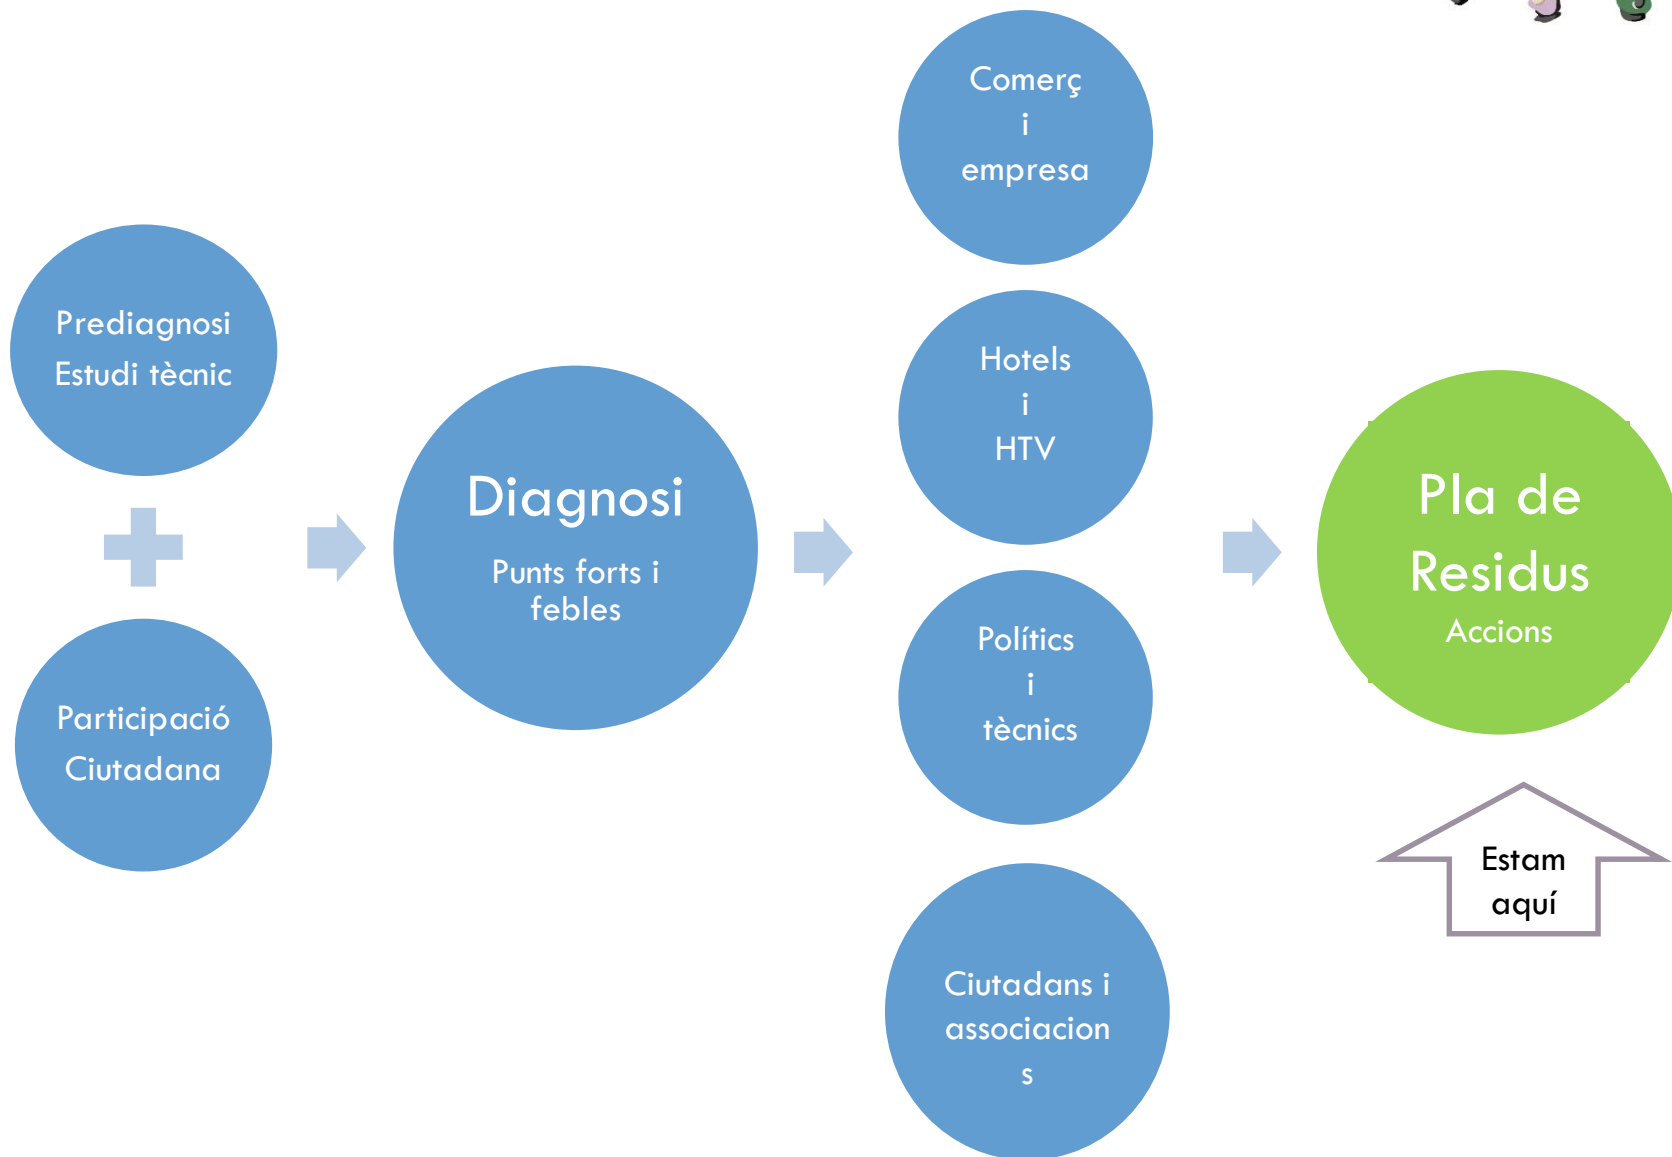 Prediagnosi
Estudi tècnic
Participació
Ciutadana
Diagnosi
Punts forts i
febles
Comerç
i
empresa
Hotels
i
HTV
Polítics
i
tècnics
Ciutadans i
associacion
s
Pla de
Residus
Accions
Estam
aquí